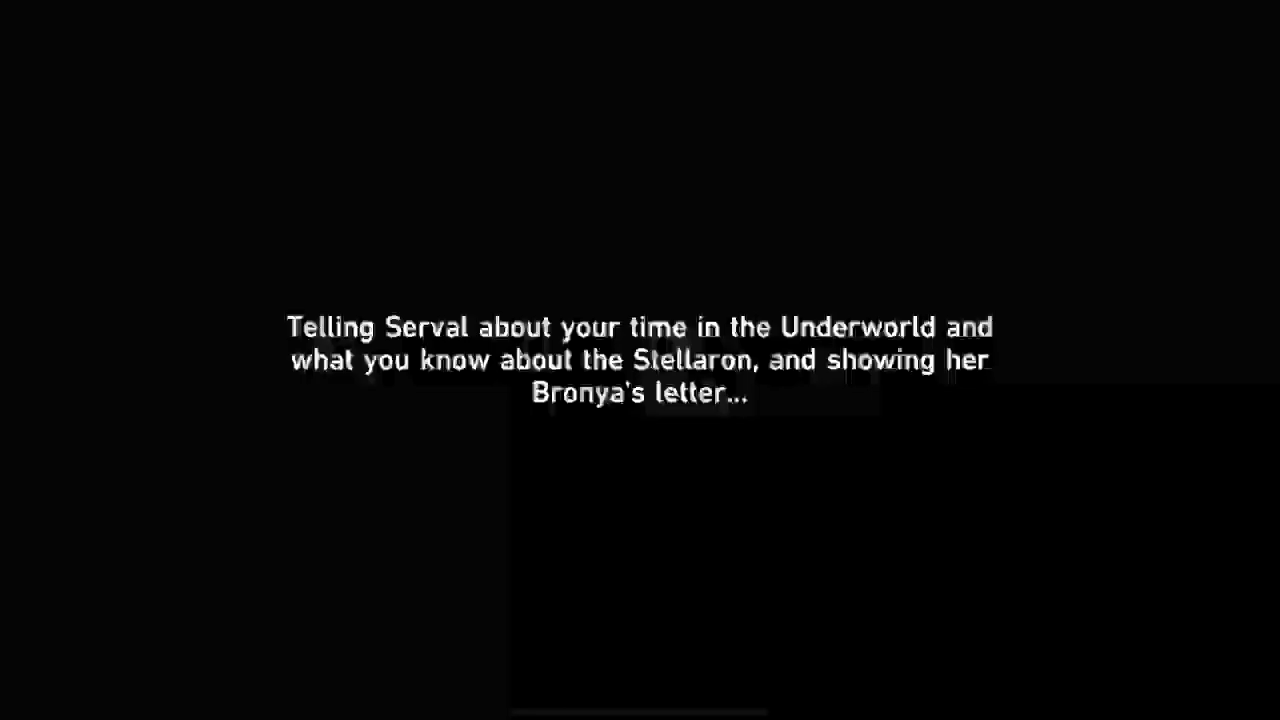 Telling Serval about your time in the Underworld and
what you know about the Stellaron, and showing her
Bronya's letter...